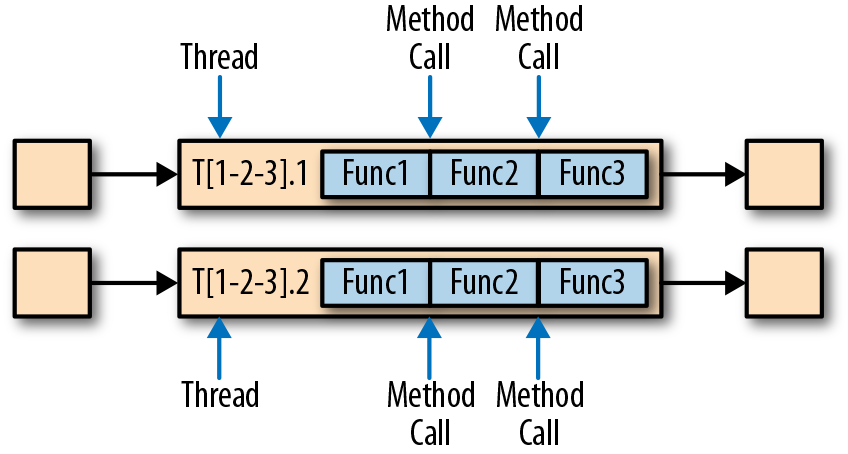 Method Method
Thread Call Call
T[1-2-3].1 Func1 Func2 Func3
T[1-2-3].2 Func1 Func2 Func3
Thread Method Method
Call Call